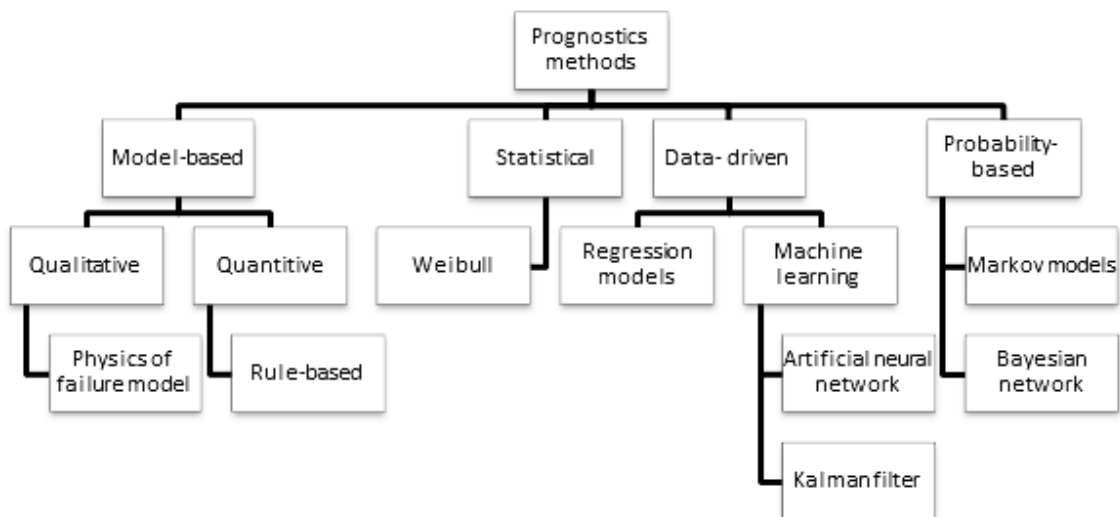 Prognostics
methods
Model-based
Statistical
Data- driven
Probability-
based
Qualitative
Quantitive
Weibull
Regression
models
Machine
learning
Markov models
Physics of
failure model
Rule-based
Artificial neural
network
Bayesian
network
Kalman filter